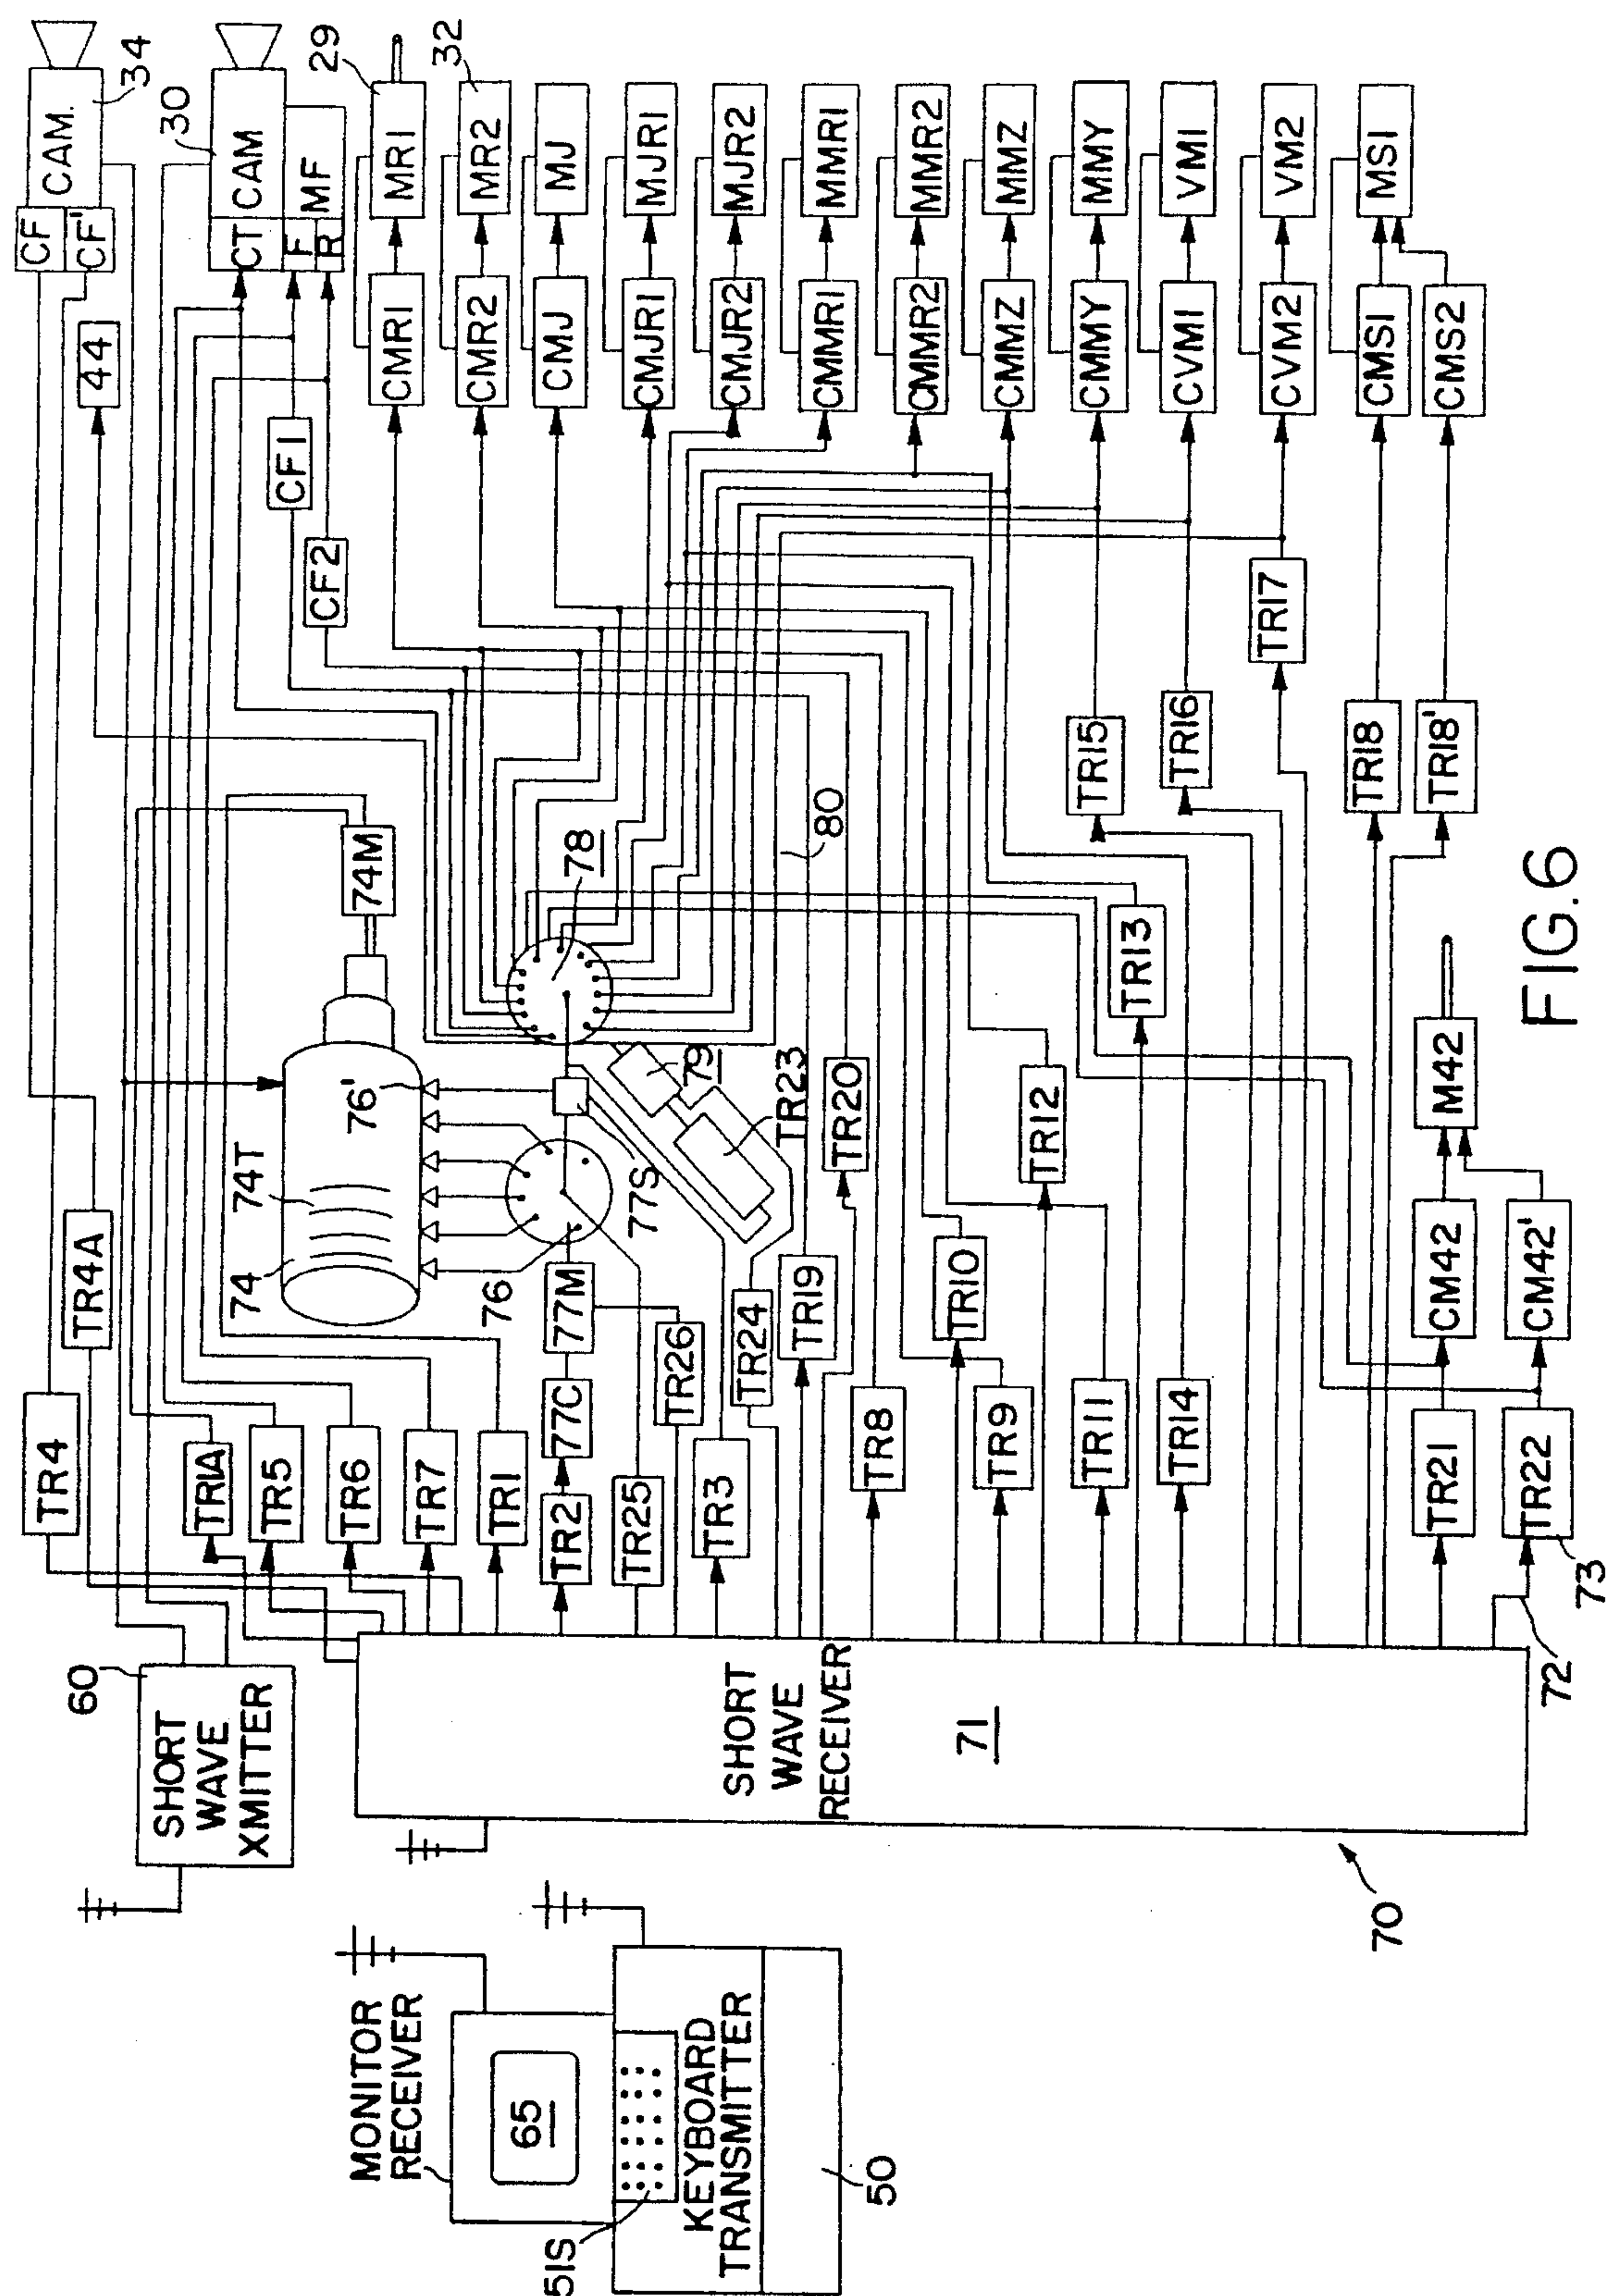 CF
CF'
CAM.
34
30
CT
CAM
F
R
MF
44
CF1
CF2
29
CMR1
MR1
32
CMR2
MR2
CMJ
MJ
CMJR1
MJR1
CMJR2
MJR2
CMMR1
MMR1
CMMR2
MMR2
CMMZ
MMZ
CMMY
MMY
CVM1
VM1
CVM2
VM2
CMS1
MS1
CMS2
TR4
TR4A
TR1A
TR5
TR6
TR7
TR1
74
74T
74M
76
76'
77S
77M
77C
TR2
TR25
TR26
TR3
TR24
TR23
79
78
80
TR19
TR20
TR8
TR10
TR9
TR12
TR11
TR13
TR14
TR15
TR16
TR17
TR18
TR18'
TR21
TR22
CM42
CM42'
M42
73
72
60
SHORT
WAVE
XMITTER
SHORT
WAVE
RECEIVER
71
70
MONITOR
RECEIVER
65
51S
KEYBOARD
TRANSMITTER
50
FIG.6